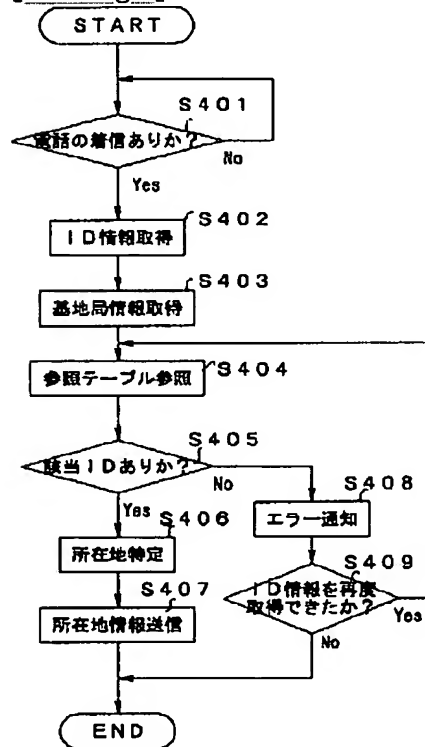 START
S401
電話の着信ありか?
No
Yes
S402
ID情報取得
S403
基地局情報取得
参照テーブル参照
S404
S405
該当IDありか?
No
Yes
S406
所在地特定
S407
所在地情報送信
S408
エラー通知
S409
ID情報を再度
取得できたか?
Yes
No
END